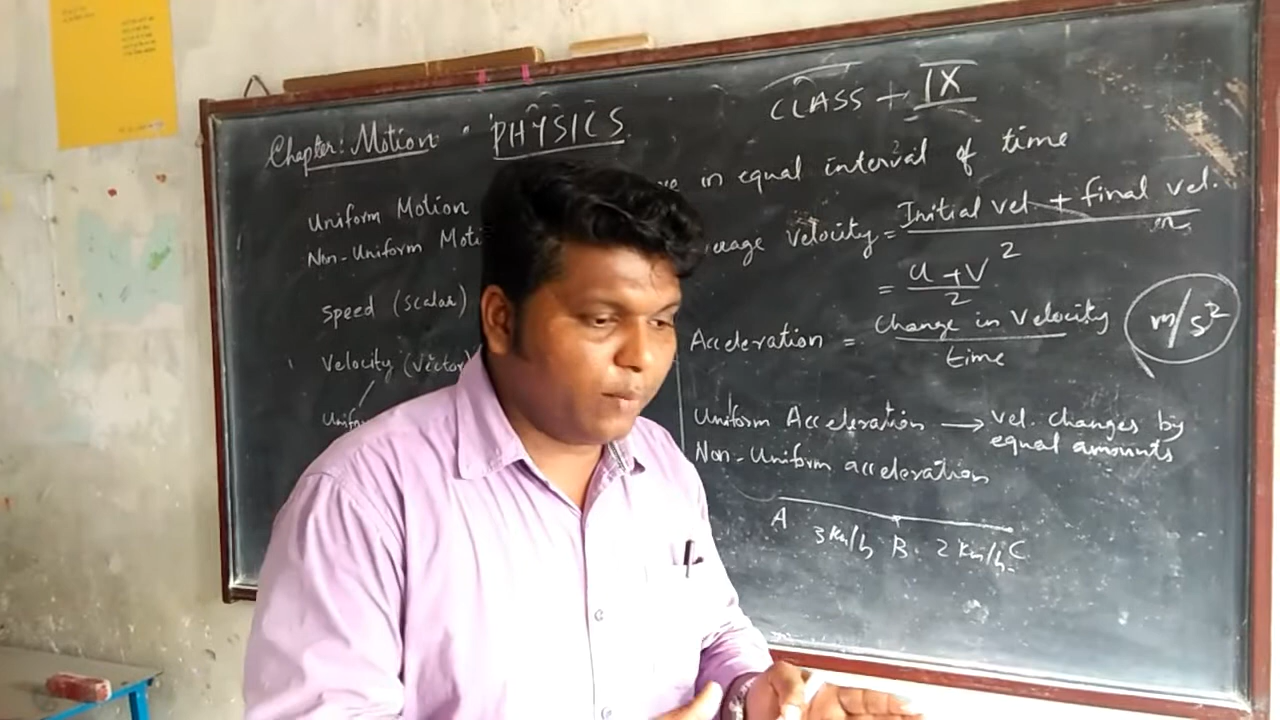 Chapter: Motion
PHYSICS
CLASS - IX
Uniform Motion
in equal interval of time
Non-Uniform
Speed (Scalar)
Velocity (Vector)
Velocity = Initial vel. + final vel.
2
= u + v
2
Acceleration = Change in Velocity
time
m/s²
Uniform Acceleration → vel. changes by
equal amounts
Non-Uniform acceleration
A 3 Km/h B 2 Km/h C